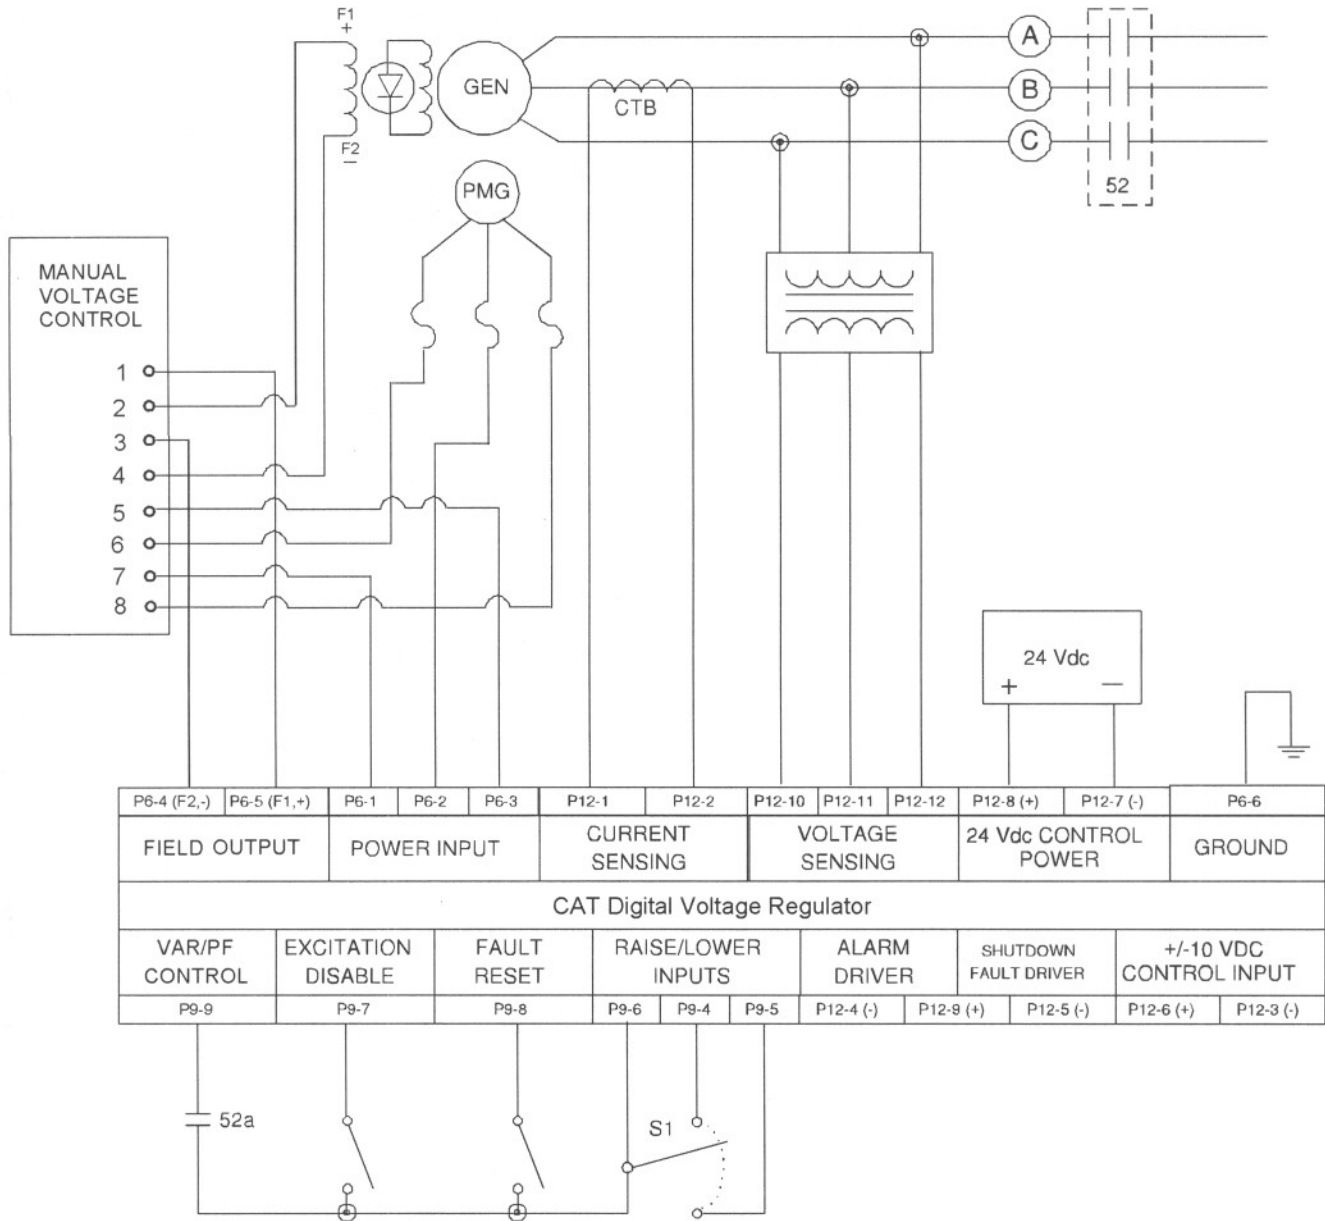 F1
+
F2
—
GEN
CTB
A
B
C
52
PMG
MANUAL
VOLTAGE
CONTROL
1
2
3
4
5
6
7
8
24 Vdc
+ —
P6-4 (F2,-) P6-5 (F1,+) P6-1 P6-2 P6-3 P12-1 P12-2 P12-10 P12-11 P12-12 P12-8 (+) P12-7 (-) P6-6
FIELD OUTPUT
POWER INPUT
CURRENT
SENSING
VOLTAGE
SENSING
24 Vdc CONTROL
POWER
GROUND
CAT Digital Voltage Regulator
VAR/PF
CONTROL
EXCITATION
DISABLE
FAULT
RESET
RAISE/LOWER
INPUTS
ALARM
DRIVER
SHUTDOWN
FAULT DRIVER
+/-10 VDC
CONTROL INPUT
P9-9 P9-7 P9-8 P9-6 P9-4 P9-5 P12-4 (-) P12-9 (+) P12-5 (-) P12-6 (+) P12-3 (-)
52a
S1